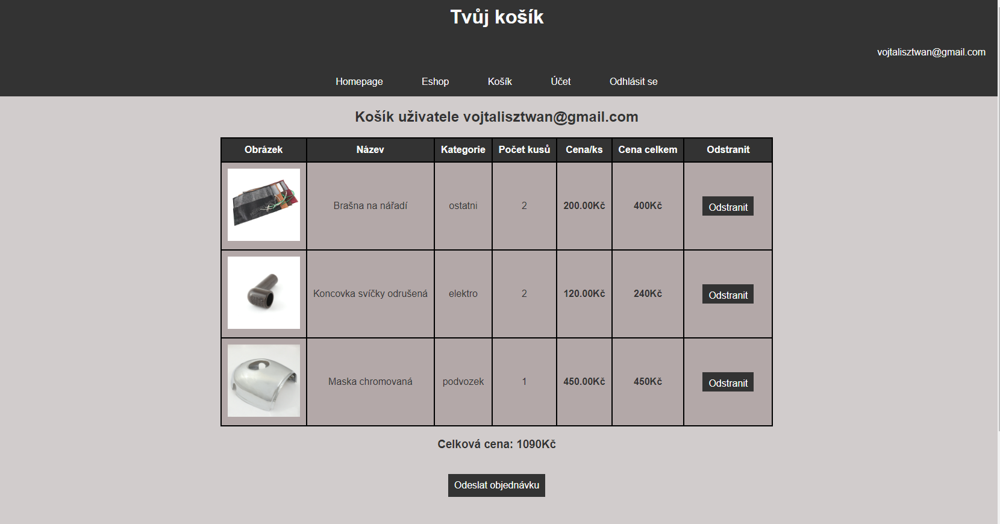 Tvůj košík
vojtalisztwan@gmail.com
Homepage Eshop Košík Účet Odhlásit se
Košík uživatele vojtalisztwan@gmail.com
Obrázek Název Kategorie Počet kusů Cena/ks Cena celkem Odstranit
Brašna na nářadí ostatni 2 200.00Kč 400Kč Odstranit
Koncovka svíčky odrušená elektro 2 120.00Kč 240Kč Odstranit
Maska chromovaná podvozek 1 450.00Kč 450Kč Odstranit
Celková cena: 1090Kč
Odeslat objednávku